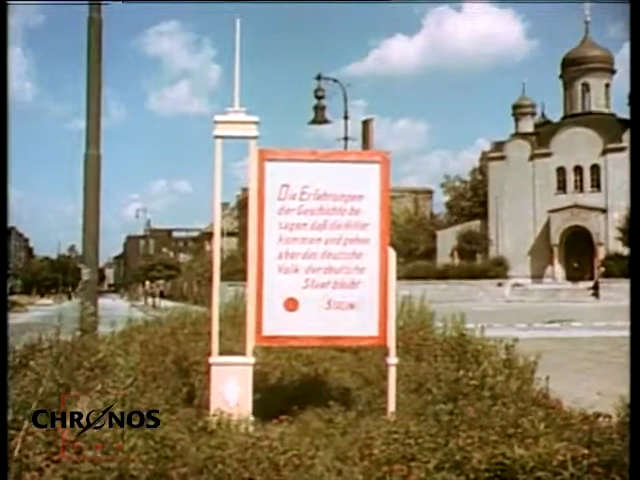 Die Erfahrungen
der Geschichte be-
sagen, daß die Hitler
kommen und gehen
aber das deutsche
Volk der deutsche
Staat bleibt
STALIN
CHRONOS